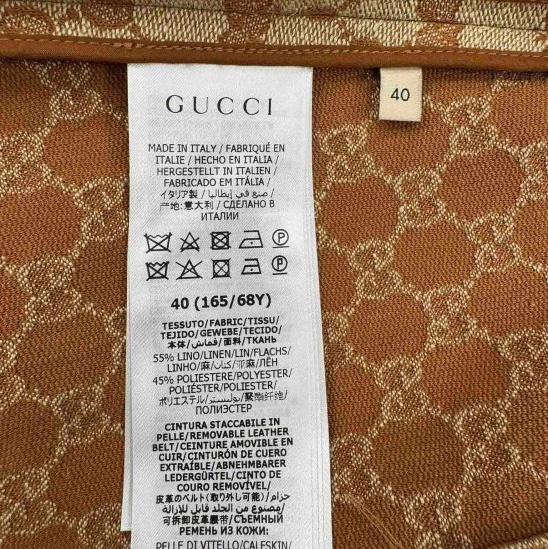 GUCCI
40
MADE IN ITALY / FABRIQUÉ EN
ITALIE / HECHO EN ITALIA /
HERGESTELLT IN ITALIEN /
FABRICADO EM ITÁLIA /
イタリア製 / صنع في إيطاليا /
产地:意大利 / СДЕЛАНО В
ИТАЛИИ
40 (165/68Y)
TESSUTO/FABRIC/TISSU/
TEJIDO/GEWEBE/TECIDO/
本体/قماش/面料/ТКАНЬ
55% LINO/LINEN/LIN/FLACHS/
LINHO/麻/كتان/亚麻/ЛЁН
45% POLIESTERE/POLYESTER/
POLIÉSTER/POLIESTER/
ポリエステル/بوليستر/聚酯纤维/
ПОЛИЭСТЕР
CINTURA STACCABILE IN
PELLE/REMOVABLE LEATHER
BELT/CEINTURE AMOVIBLE EN
CUIR/CINTURÓN DE CUERO
EXTRAÍBLE/ABNEHMBARER
LEDERGÜRTEL/CINTO DE
COURO REMOVÍVEL/
皮革のベルト(取り外し可能)/حزام
مصنوع من الجلد قابل للإزالة/
可拆卸皮革腰带/СЪЕМНЫЙ
РЕМЕНЬ ИЗ КОЖИ:
PELLE DI VITELLO/CALFSKIN/